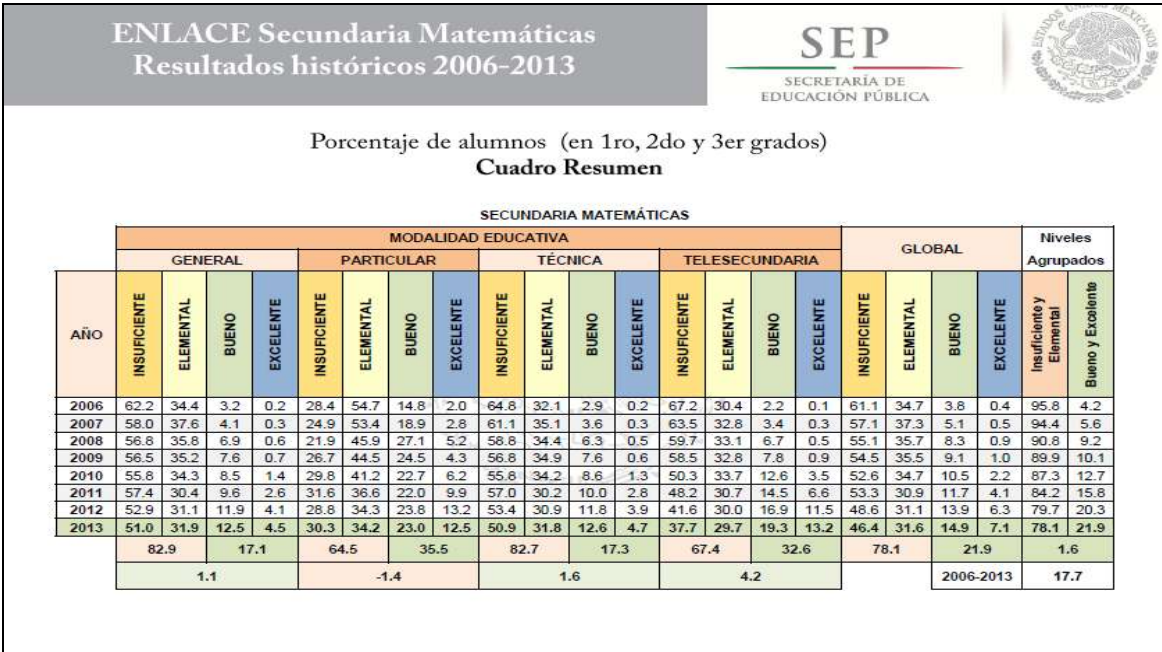 ENLACE Secundaria Matemáticas
Resultados históricos 2006-2013
SEP
SECRETARÍA DE
EDUCACIÓN PÚBLICA
ESTADOS UNIDOS MEXICANOS
Porcentaje de alumnos (en 1ro, 2do y 3er grados)
Cuadro Resumen
SECUNDARIA MATEMÁTICAS
MODALIDAD EDUCATIVA GLOBAL Niveles Agrupados
GENERAL PARTICULAR TÉCNICA TELESECUNDARIA
AÑO INSUFICIENTE ELEMENTAL BUENO EXCELENTE INSUFICIENTE ELEMENTAL BUENO EXCELENTE INSUFICIENTE ELEMENTAL BUENO EXCELENTE INSUFICIENTE ELEMENTAL BUENO EXCELENTE INSUFICIENTE ELEMENTAL BUENO EXCELENTE Insuficiente y Elemental Bueno y Excelente
2006 62.2 34.4 3.2 0.2 28.4 54.7 14.8 2.0 64.8 32.1 2.9 0.2 67.2 30.4 2.2 0.1 61.1 34.7 3.8 0.4 95.8 4.2
2007 58.0 37.6 4.1 0.3 24.9 53.4 18.9 2.8 61.1 35.1 3.6 0.3 63.5 32.8 3.4 0.3 57.1 37.3 5.1 0.5 94.4 5.6
2008 56.8 35.8 6.9 0.6 21.9 45.9 27.1 5.2 58.8 34.4 6.3 0.5 59.7 33.1 6.7 0.5 55.1 35.7 8.3 0.9 90.8 9.2
2009 56.5 35.2 7.6 0.7 26.7 44.5 24.5 4.3 56.8 34.9 7.6 0.6 58.5 32.8 7.8 0.9 54.5 35.5 9.1 1.0 89.9 10.1
2010 55.8 34.3 8.5 1.4 29.8 41.2 22.7 6.2 55.8 34.2 8.6 1.3 50.3 33.7 12.6 3.5 52.6 34.7 10.5 2.2 87.3 12.7
2011 57.4 30.4 9.6 2.6 31.6 36.6 22.0 9.9 57.0 30.2 10.0 2.8 48.2 30.7 14.5 6.6 53.3 30.9 11.7 4.1 84.2 15.8
2012 52.9 31.1 11.9 4.1 28.8 34.3 23.8 13.2 53.4 30.9 11.8 3.9 41.6 30.0 16.9 11.5 48.6 31.1 13.9 6.3 79.7 20.3
2013 51.0 31.9 12.5 4.5 30.3 34.2 23.0 12.5 50.9 31.8 12.6 4.7 37.7 29.7 19.3 13.2 46.4 31.6 14.9 7.1 78.1 21.9
82.9 17.1 64.5 35.5 82.7 17.3 67.4 32.6 78.1 21.9 1.6
1.1 -1.4 1.6 4.2 2006-2013 17.7